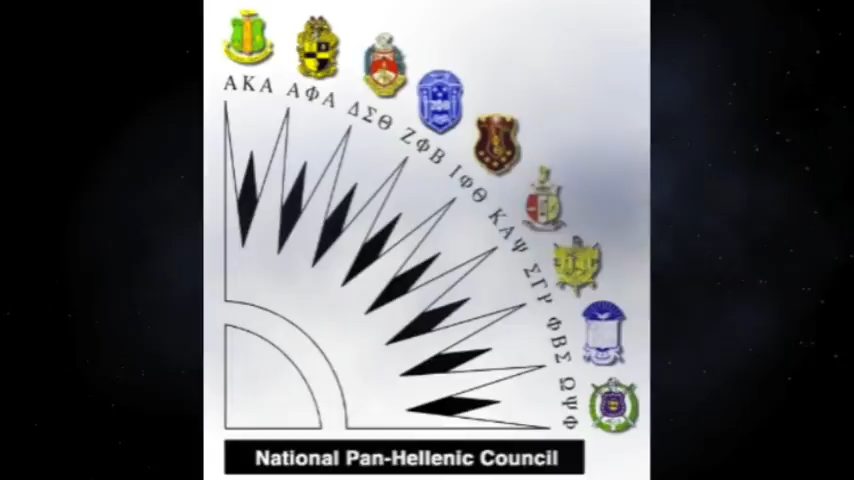 ΑΚΑ
ΑΦΑ
ΔΣΘ
ΖΦΒ
ΙΦΘ
ΚΑΨ
ΣΓΡ
ΦΒΣ
ΩΨΦ
National Pan-Hellenic Council